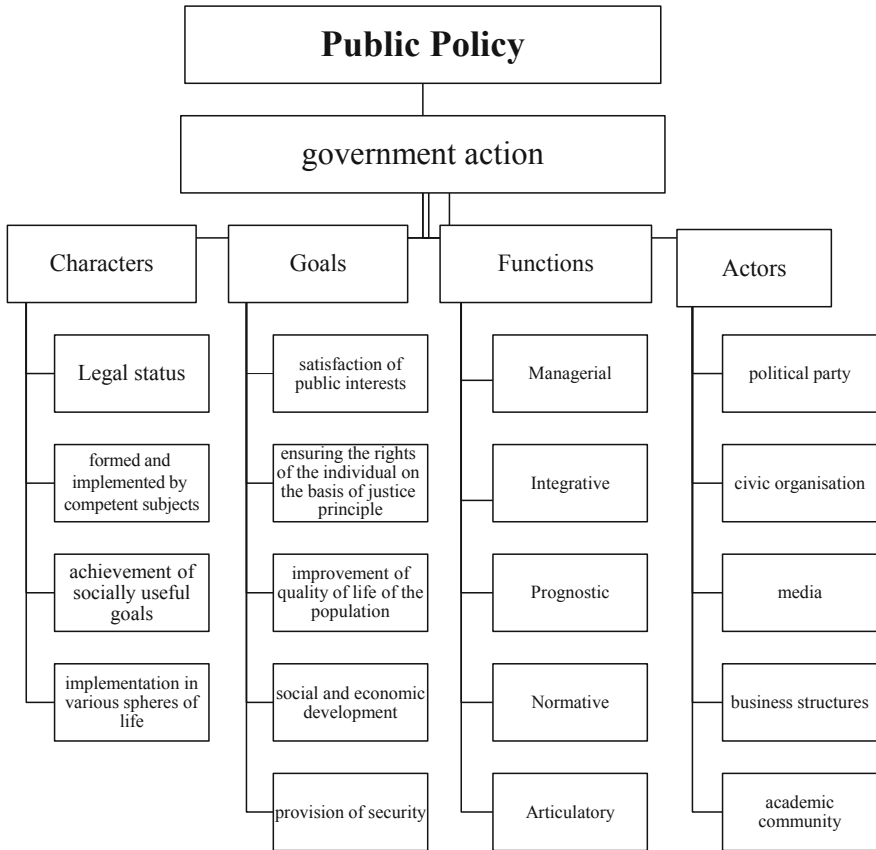 Public Policy
government action
Characters
Goals
Functions
Actors
Legal status
formed and
implemented by
competent subjects
achievement of
socially useful
goals
implementation in
various spheres of
life
satisfaction of
public interests
ensuring the rights
of the individual on
the basis of justice
principle
improvement of
quality of life of the
population
social and economic
development
provision of security
Managerial
Integrative
Prognostic
Normative
Articulatory
political party
civic organisation
media
business structures
academic
community